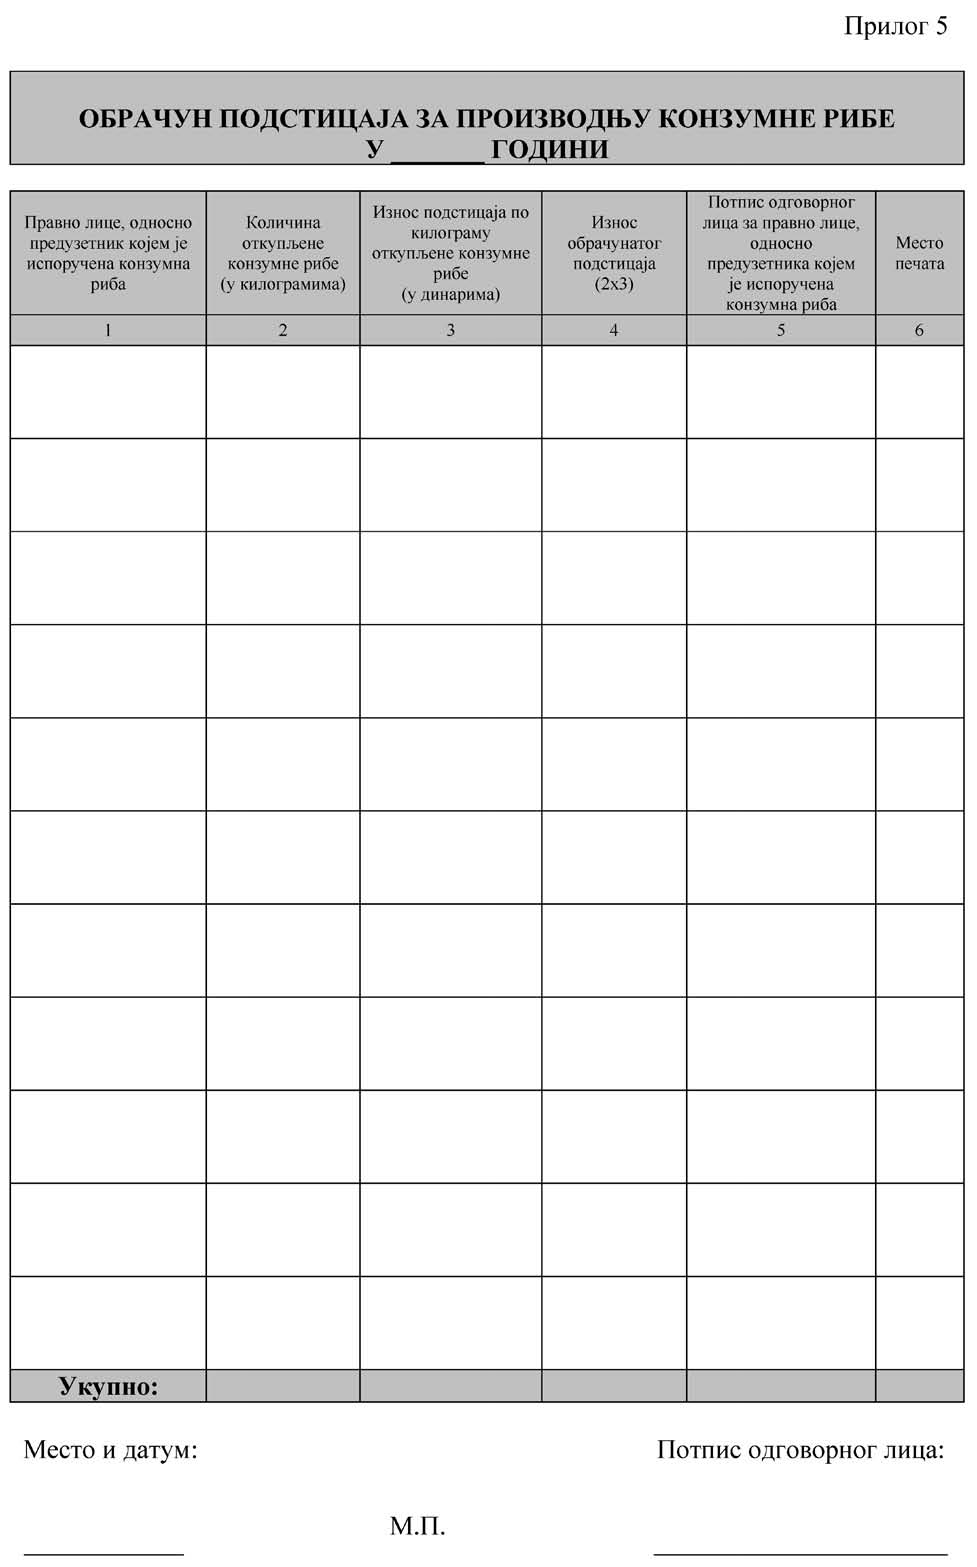 Прилог 5
ОБРАЧУН ПОДСТИЦАЈА ЗА ПРОИЗВОДЊУ КОНЗУМНЕ РИБЕ
У _______ ГОДИНИ
Правно лице, односно
предузетник којем је
испоручена конзумна
риба
Количина
откупљене
конзумне рибе
(у килограмима)
Износ подстицаја по
килограму
откупљене конзумне
рибе
(у динарима)
Износ
обрачунатог
подстицаја
(2x3)
Потпис одговорног
лица за правно лице,
односно
предузетника којем
је испоручена
конзумна риба
Место
печата
1
2
3
4
5
6
Укупно:
Место и датум:
Потпис одговорног лица:
М.П.